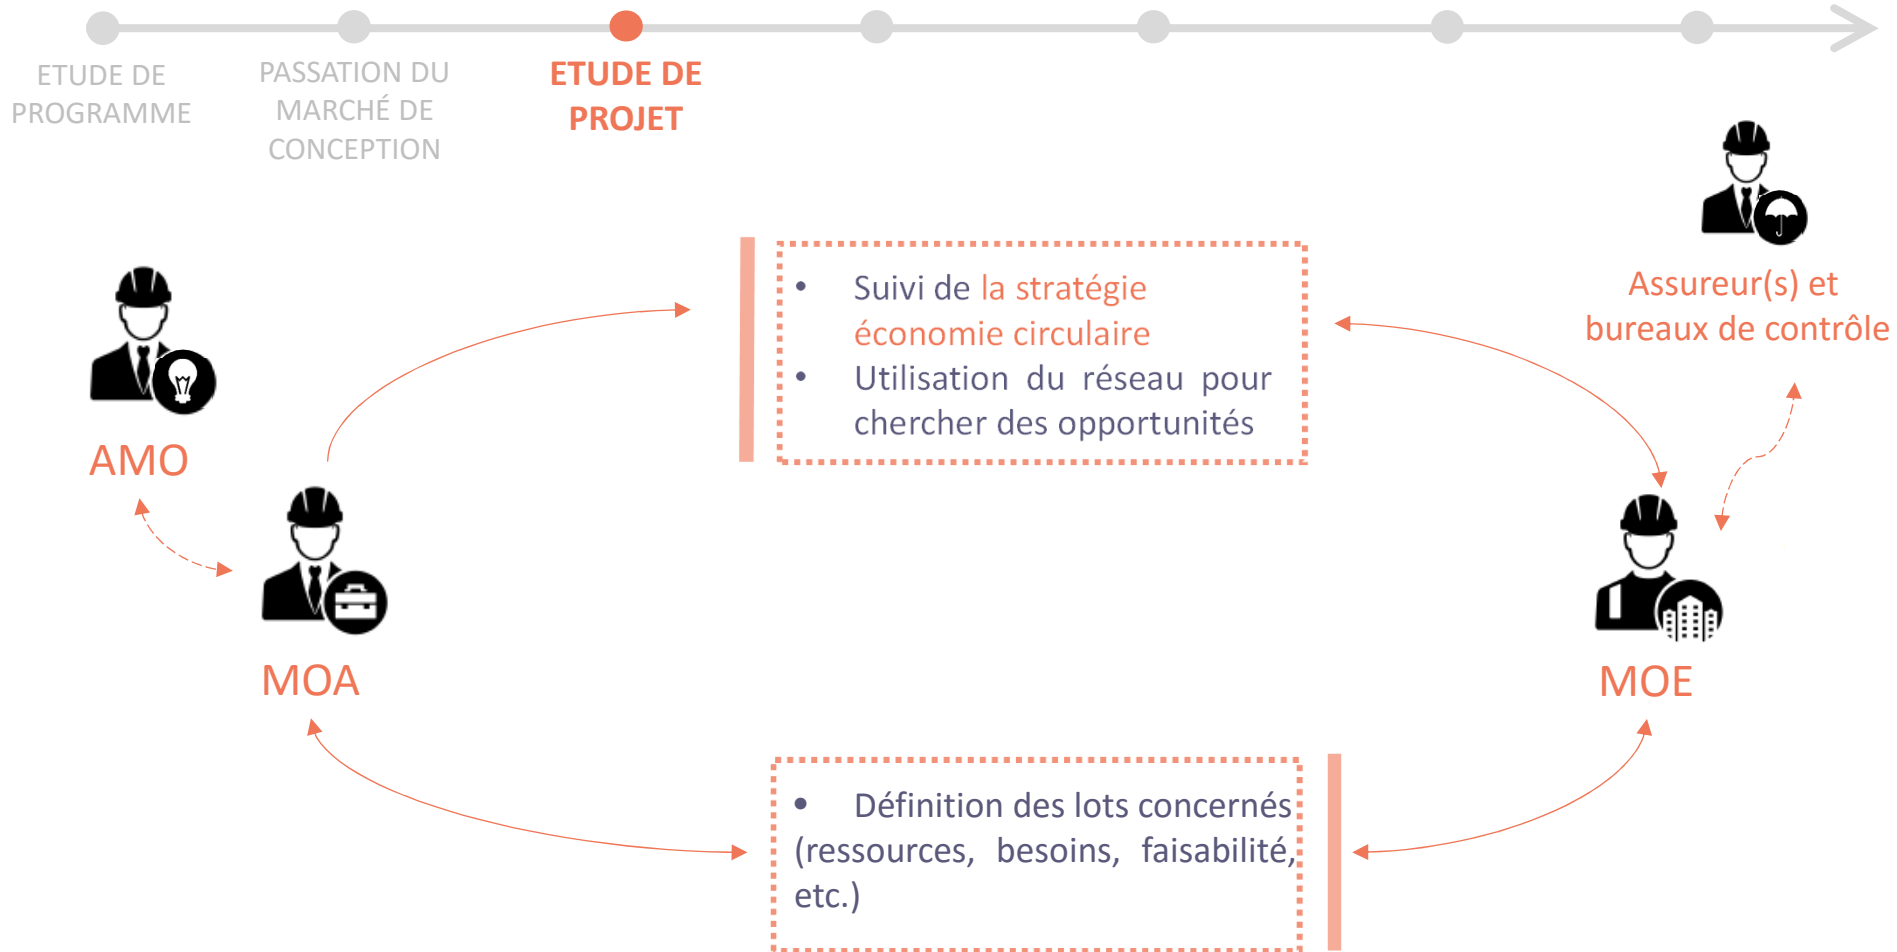 ETUDE DE
PROGRAMME
PASSATION DU
MARCHÉ DE
CONCEPTION
ETUDE DE
PROJET
Assureur(s) et
bureaux de contrôle
• Suivi de la stratégie
économie circulaire
• Utilisation du réseau pour
chercher des opportunités
AMO
MOA
MOE
• Définition des lots concernés
(ressources, besoins, faisabilité,
etc.)